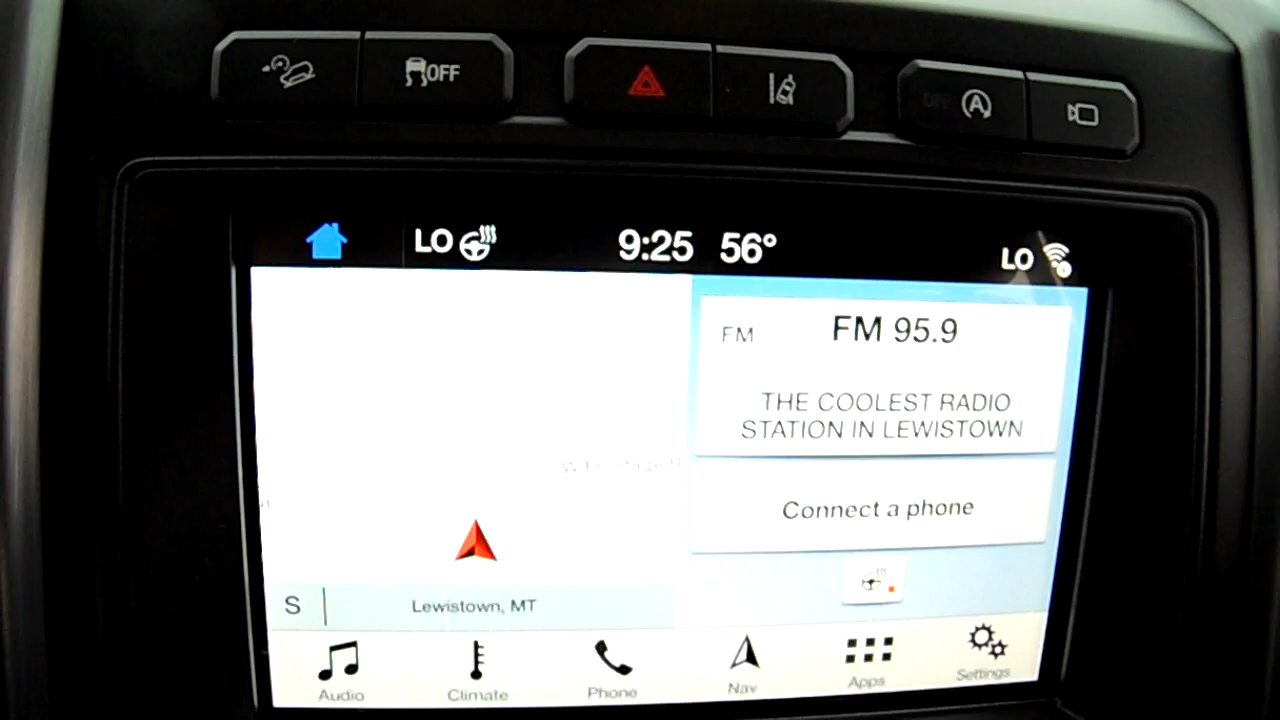 OFF
A
LO 9:25 56° LO
FM FM 95.9
THE COOLEST RADIO
STATION IN LEWISTOWN
Connect a phone
S Lewistown, MT
Audio Climate Phone Nav Apps Settings